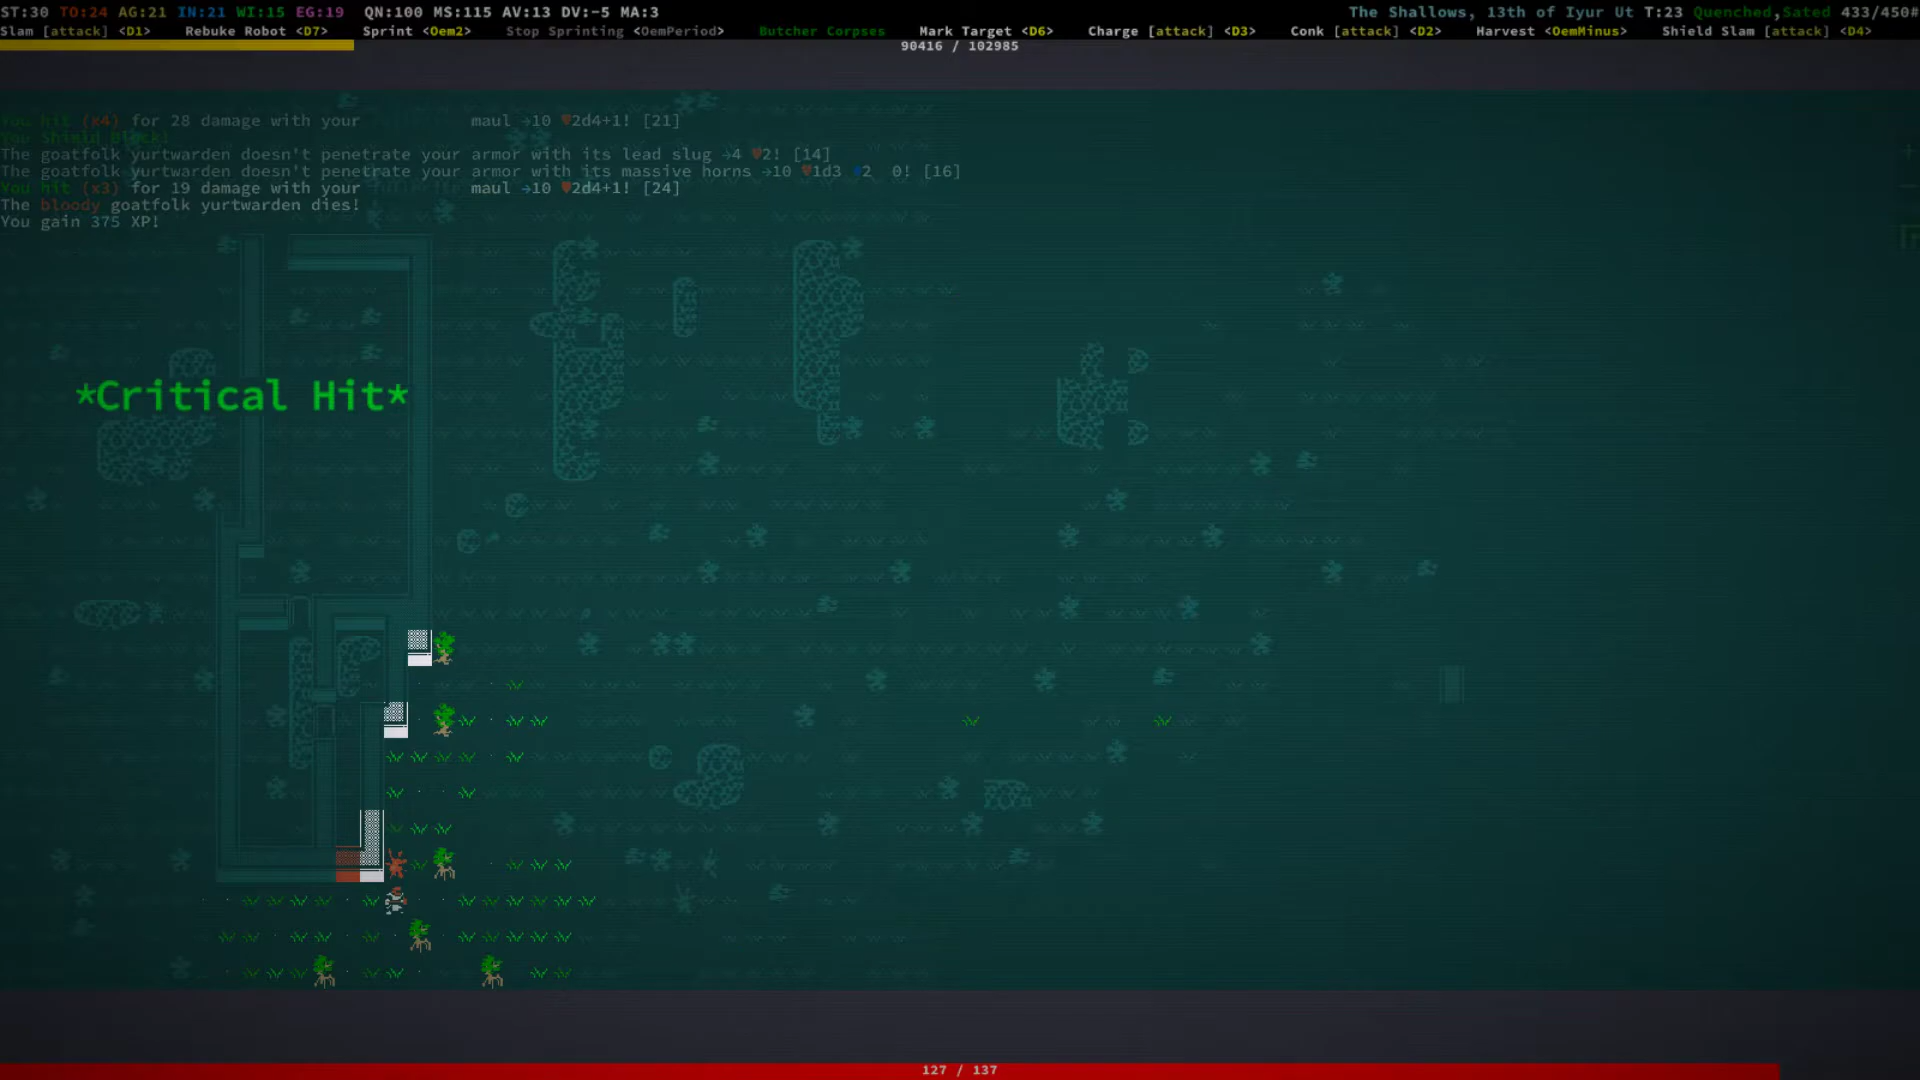 ST:30 TO:24 AG:21 IN:21 WI:15 EG:19 QN:100 MS:115 AV:13 DV:-5 MA:3 The Shallows, 13th of Iyur Ut T:23 Quenched,Sated 433/450#
Slam [attack] <D1> Rebuke Robot <D7> Sprint <Oem2> Stop Sprinting <OemPeriod> Butcher Corpses Mark Target <D6> Charge [attack] <D3> Conk [attack] <D2> Harvest <OemMinus> Shield Slam [attack] <D4>
90416 / 102985
You hit (x4) for 28 damage with your maul →10 ♥2d4+1! [21]
You Shield Block!
The goatfolk yurtwarden doesn't penetrate your armor with its lead slug →4 ♥2! [14]
The goatfolk yurtwarden doesn't penetrate your armor with its massive horns →10 ♥1d3 ◆2 0! [16]
You hit (x3) for 19 damage with your maul →10 ♥2d4+1! [24]
The bloody goatfolk yurtwarden dies!
You gain 375 XP!
*Critical Hit*
127 / 137